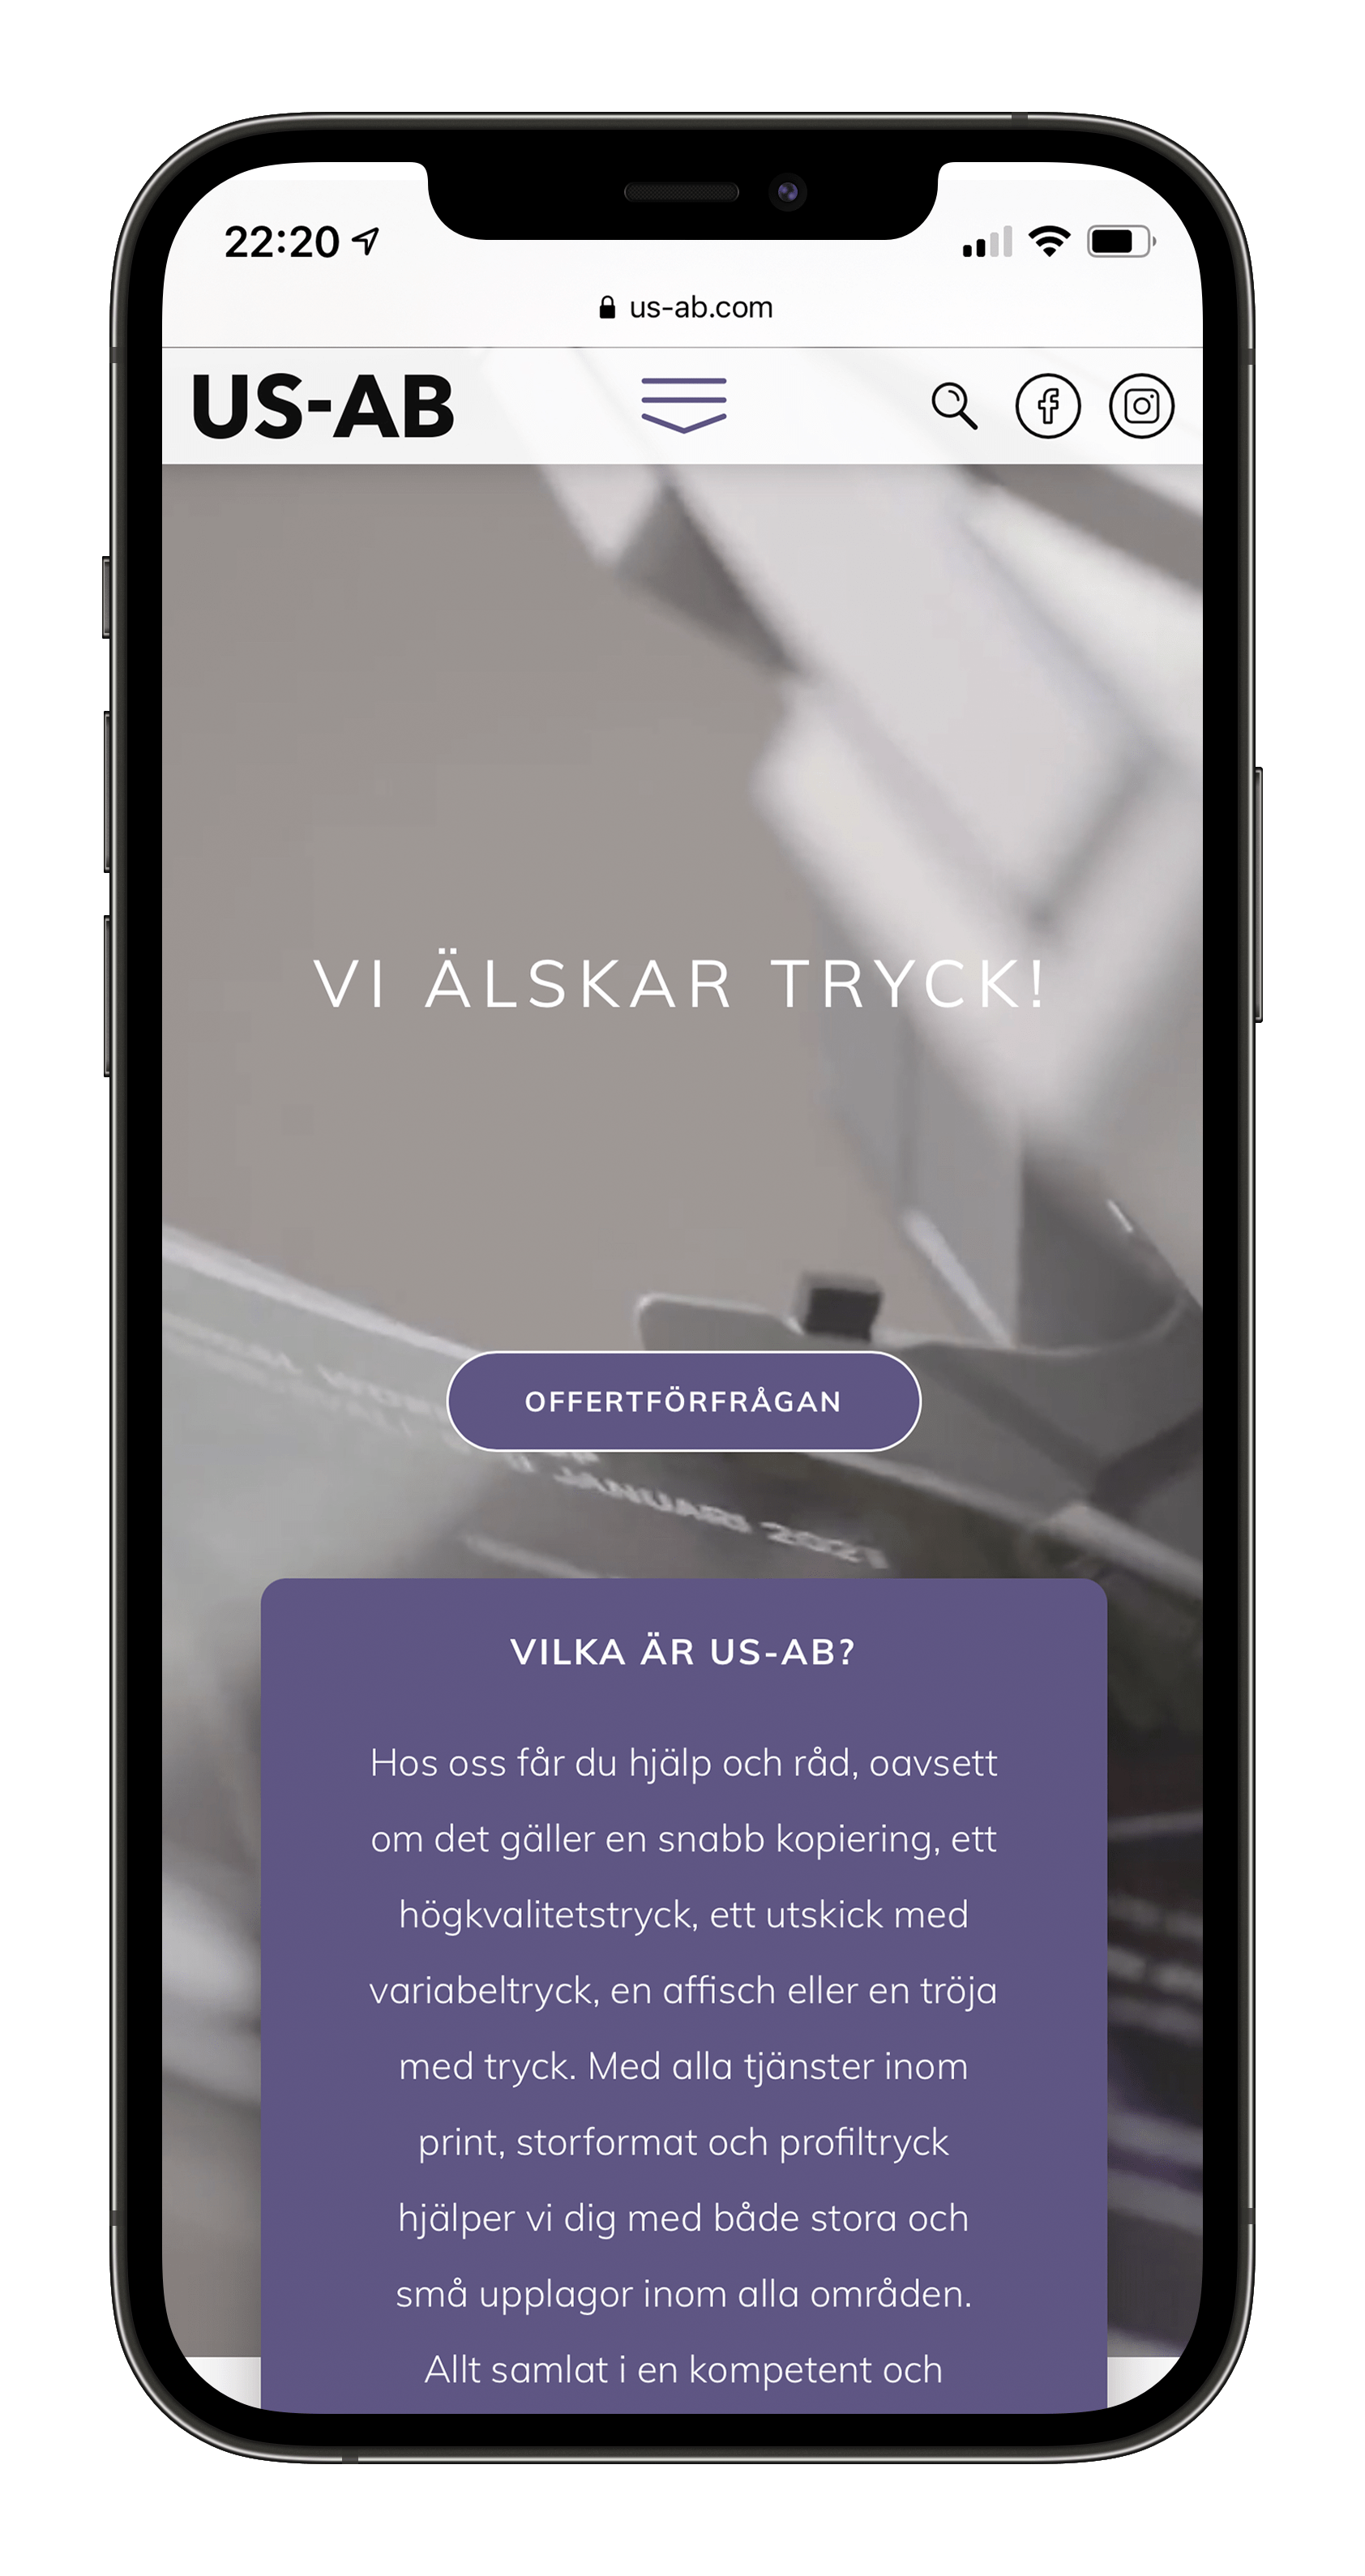 22:20
us-ab.com
US-AB
VI ÄLSKAR TRYCK!
OFFERTFÖRFRÅGAN
JANUARI 2021
VILKA ÄR US-AB?
Hos oss får du hjälp och råd, oavsett
om det gäller en snabb kopiering, ett
högkvalitetstryck, ett utskick med
variabeltryck, en affisch eller en tröja
med tryck. Med alla tjänster inom
print, storformat och profiltryck
hjälper vi dig med både stora och
små upplagor inom alla områden.
Allt samlat i en kompetent och